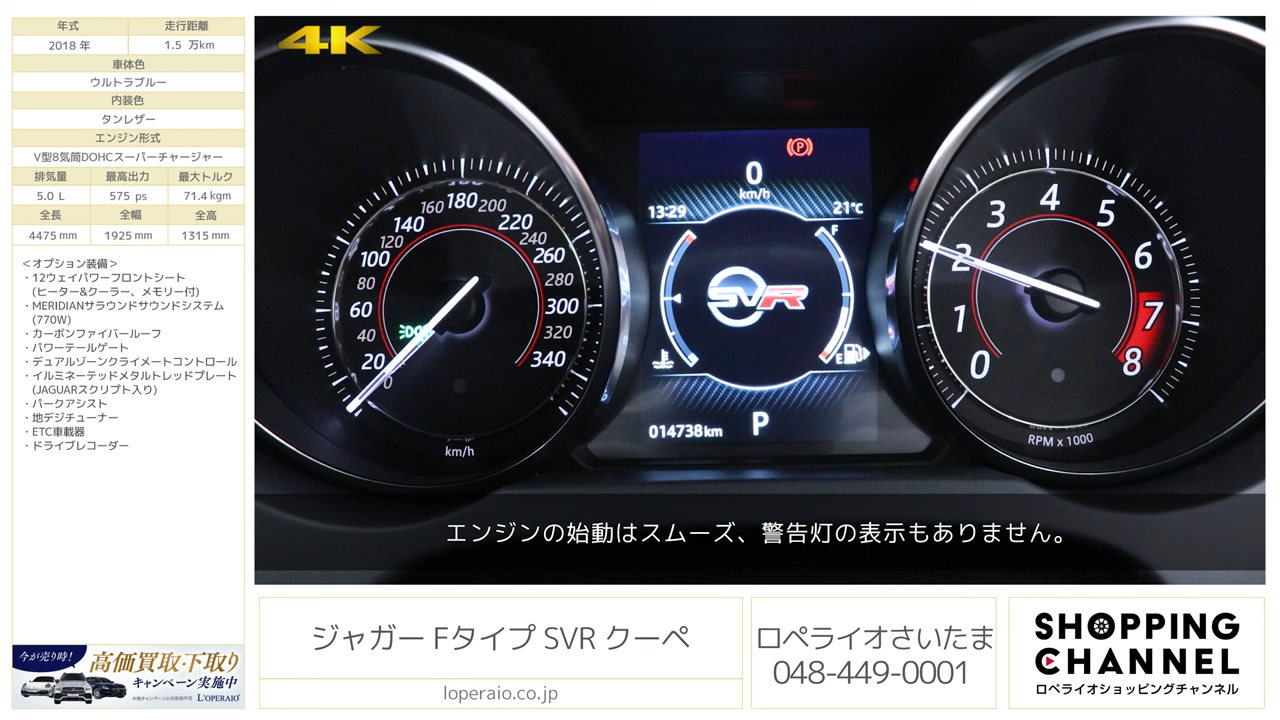 年式 走行距離
2018 年 1.5 万km
車体色
ウルトラブルー
内装色
タンレザー
エンジン形式
V型8気筒DOHCスーパーチャージャー
排気量 最高出力 最大トルク
5.0 L 575 ps 71.4 kgm
全長 全幅 全高
4475 mm 1925 mm 1315 mm
＜オプション装備＞
・12ウェイパワーフロントシート
(ヒーター&クーラー、メモリー付)
・MERIDIANサラウンドサウンドシステム
(770W)
・カーボンファイバールーフ
・パワーテールゲート
・デュアルゾーンクライメートコントロール
・イルミネーテッドメタルトレッドプレート
(JAGUARスクリプト入り)
・パークアシスト
・地デジチューナー
・ETC車載器
・ドライブレコーダー
今が売り時！
高価買取・下取り
キャンペーン実施中
※他キャンペーンとの併用不可 L'OPERAIO
4K
0 20 40 60 80 100 120 140 160 180 200 220 240 260 280 300 320 340
km/h
P
0
km/h
13:29 21℃
F
SVR
E
014738km P
0 1 2 3 4 5 6 7 8
RPM x 1000
エンジンの始動はスムーズ、警告灯の表示もありません。
ジャガー Fタイプ SVR クーペ
loperaio.co.jp
ロペライオさいたま
048-449-0001
SHOPPING
CHANNEL
ロペライオショッピングチャンネル